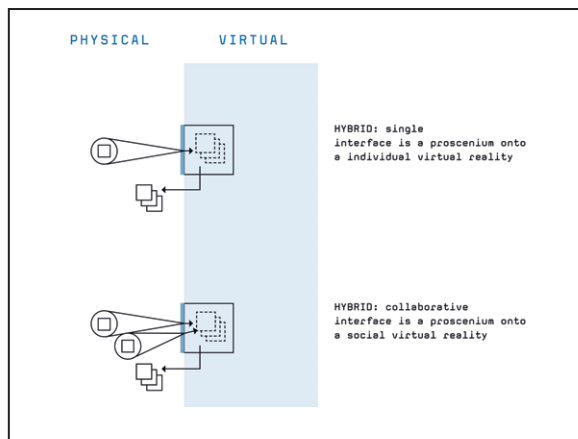 PHYSICAL
VIRTUAL
HYBRID: single
interface is a proscenium onto
a individual virtual reality
HYBRID: collaborative
interface is a proscenium onto
a social virtual reality